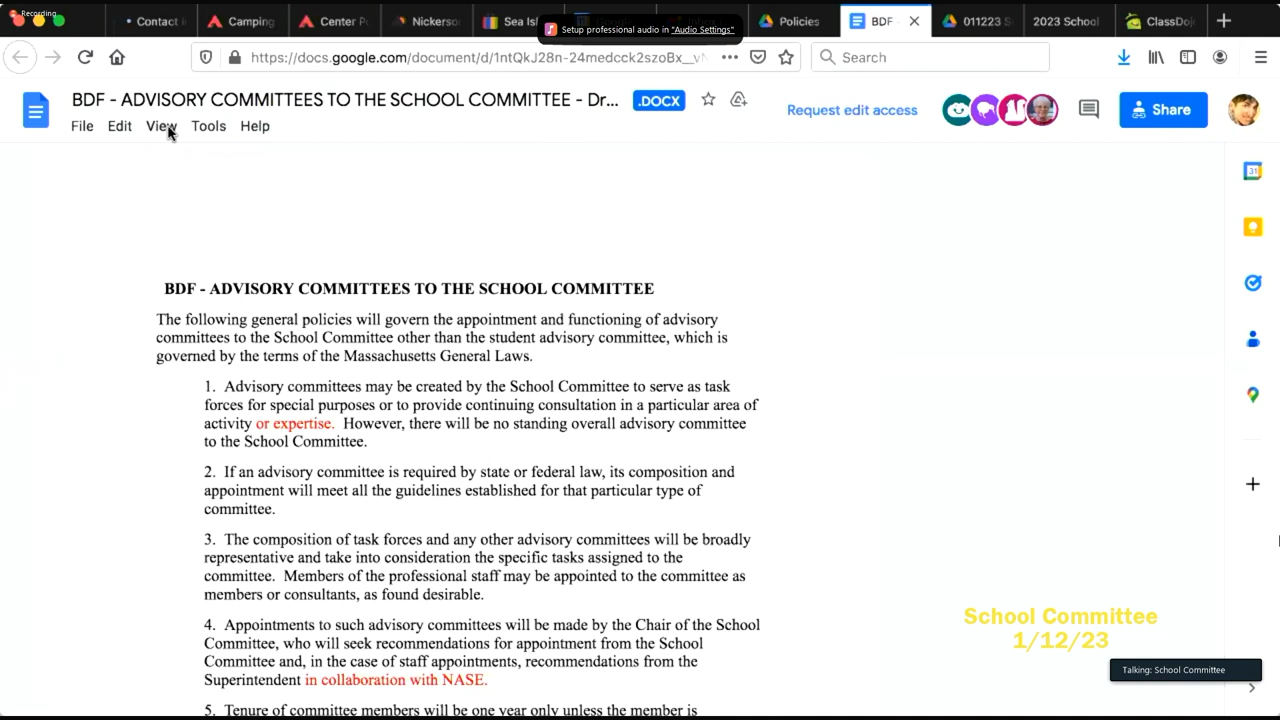 Recording
Contact i
Camping
Center P
Nickerson
Sea Isl
Policies
BDF -
011223 S
2023 School
ClassDoj
Setup professional audio in "Audio Settings"
https://docs.google.com/document/d/1ntQkJ28n-24medcck2szoBx__v
Search
BDF - ADVISORY COMMITTEES TO THE SCHOOL COMMITTEE - Dr...
.DOCX
Request edit access
Share
File Edit View Tools Help
31
BDF - ADVISORY COMMITTEES TO THE SCHOOL COMMITTEE
The following general policies will govern the appointment and functioning of advisory
committees to the School Committee other than the student advisory committee, which is
governed by the terms of the Massachusetts General Laws.
1. Advisory committees may be created by the School Committee to serve as task
forces for special purposes or to provide continuing consultation in a particular area of
activity or expertise. However, there will be no standing overall advisory committee
to the School Committee.
2. If an advisory committee is required by state or federal law, its composition and
appointment will meet all the guidelines established for that particular type of
committee.
3. The composition of task forces and any other advisory committees will be broadly
representative and take into consideration the specific tasks assigned to the
committee. Members of the professional staff may be appointed to the committee as
members or consultants, as found desirable.
4. Appointments to such advisory committees will be made by the Chair of the School
Committee, who will seek recommendations for appointment from the School
Committee and, in the case of staff appointments, recommendations from the
Superintendent in collaboration with NASE.
5. Tenure of committee members will be one year only unless the member is
School Committee
1/12/23
Talking: School Committee